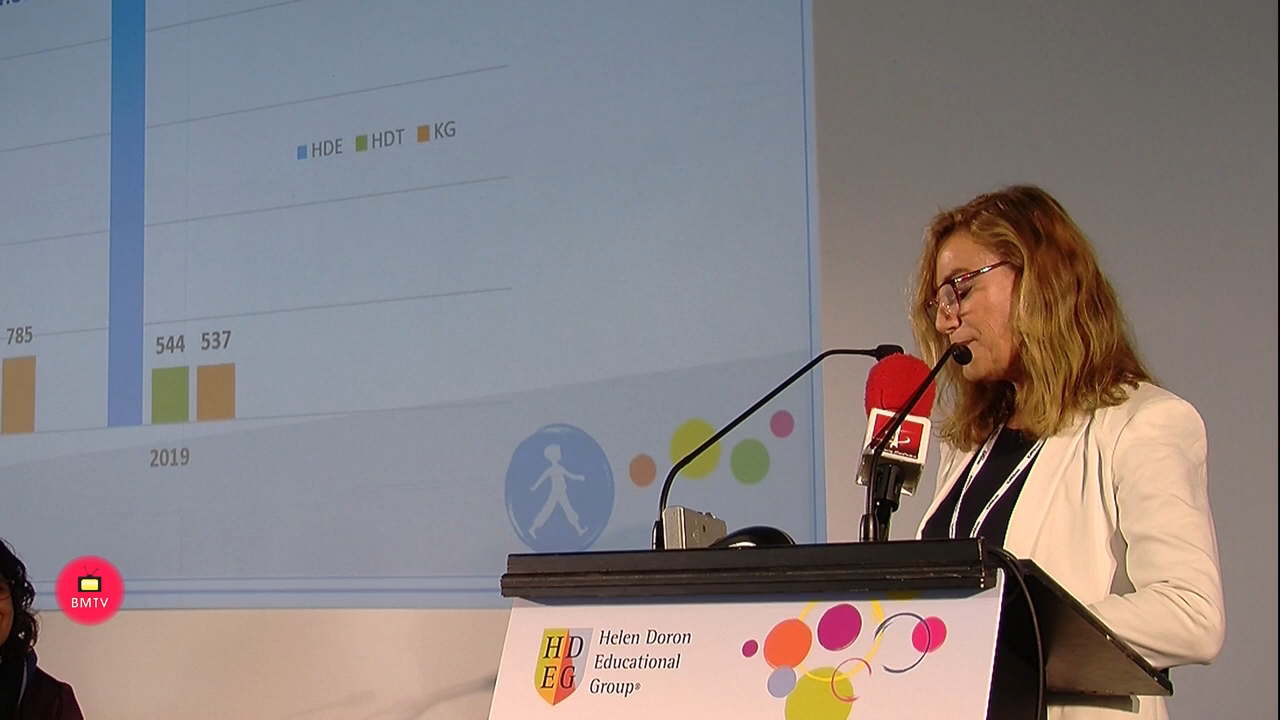 HDE HDT KG
785
544
537
2019
BMTV
HD
EG
Helen Doron
Educational
Group®